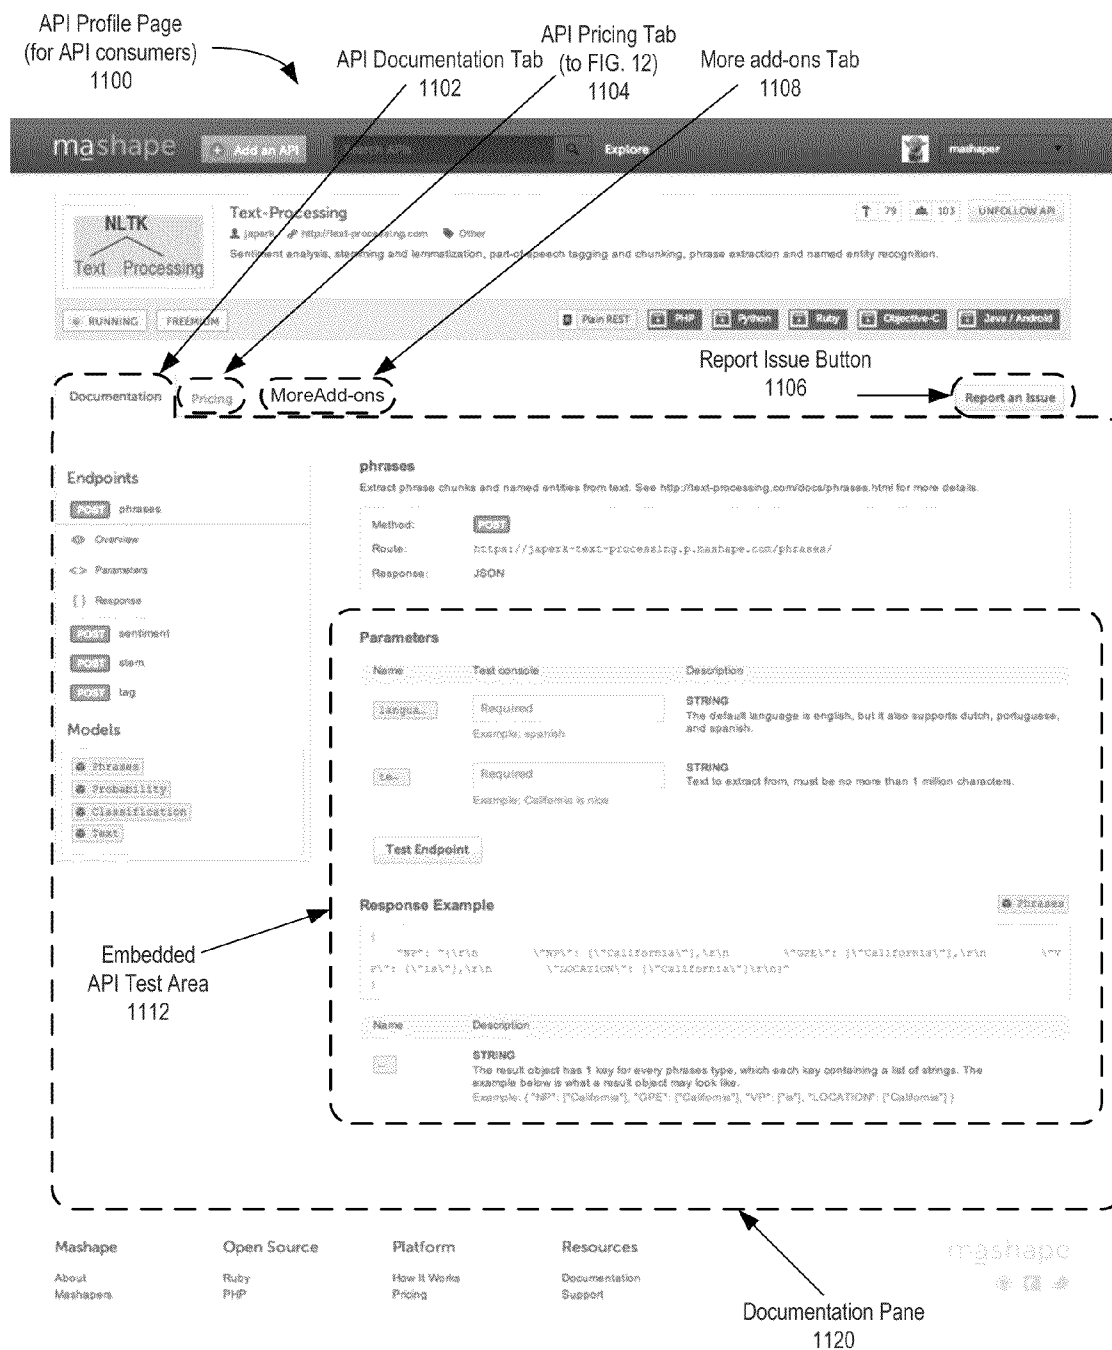 API Profile Page
(for API consumers)
1100
API Documentation Tab
1102
API Pricing Tab
(to FIG. 12)
1104
More add-ons Tab
1108
mashape
+ Add an API
Explore
mashaper
NLTK
Text Processing
Text-Processing
japerk http://text-processing.com Other
79 103 UNFOLLOW API
Sentiment analysis, stemming and lemmatization, part-of-speech tagging and chunking, phrase extraction and named entity recognition.
RUNNING FREEMIUM
Plain REST PHP Python Ruby Objective-C Java / Android
Report Issue Button
1106
Documentation Pricing MoreAdd-ons
Report an Issue
Endpoints
POST phrases
Overview
<> Parameters
{ } Response
POST sentiment
POST stem
POST tag
Models
Phrases
Probability
Classification
Text
phrases
Extract phrase chunks and named entities from text. See http://text-processing.com/docs/phrases.html for more details.
Method: POST
Route: https://japerk-text-processing.p.mashape.com/phrases/
Response: JSON
Parameters
Name Test console Description
langua… Required
Example: spanish
STRING
The default language is english, but it also supports dutch, portuguese,
and spanish.
te… Required
Example: California is nice
STRING
Text to extract from, must be no more than 1 million characters.
Test Endpoint
Response Example
Phrases
{
"NP": "{\r\n \"NP\": [\"California\"],\r\n \"GPE\": [\"California\"],\r\n \"V
P\": [\"is\"],\r\n \"LOCATION\": [\"California\"]\r\n}"
}
Name Description
STRING
The result object has 1 key for every phrases type, which each key containing a list of strings. The
example below is what a result object may look like.
Example: { "NP": ["California"], "GPE": ["California"], "VP": ["is"], "LOCATION": ["California"] }
Embedded
API Test Area
1112
Mashape Open Source Platform Resources
About Ruby How It Works Documentation
Mashapers PHP Pricing Support
mashape
Documentation Pane
1120